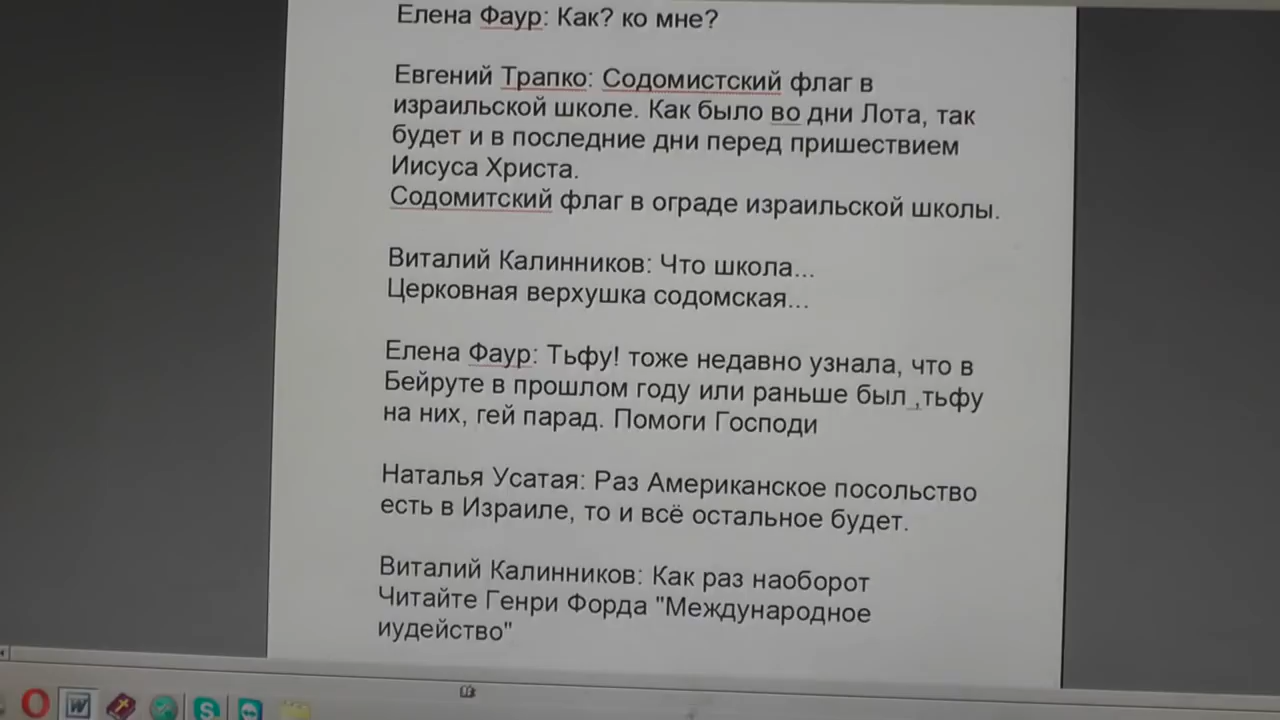 Елена Фаур: Как? ко мне?
Евгений Трапко: Содомистский флаг в
израильской школе. Как было во дни Лота, так
будет и в последние дни перед пришествием
Иисуса Христа.
Содомитский флаг в ограде израильской школы.
Виталий Калинников: Что школа...
Церковная верхушка содомская...
Елена Фаур: Тьфу! тоже недавно узнала, что в
Бейруте в прошлом году или раньше был ,тьфу
на них, гей парад. Помоги Господи
Наталья Усатая: Раз Американское посольство
есть в Израиле, то и всё остальное будет.
Виталий Калинников: Как раз наоборот
Читайте Генри Форда "Международное
иудейство"